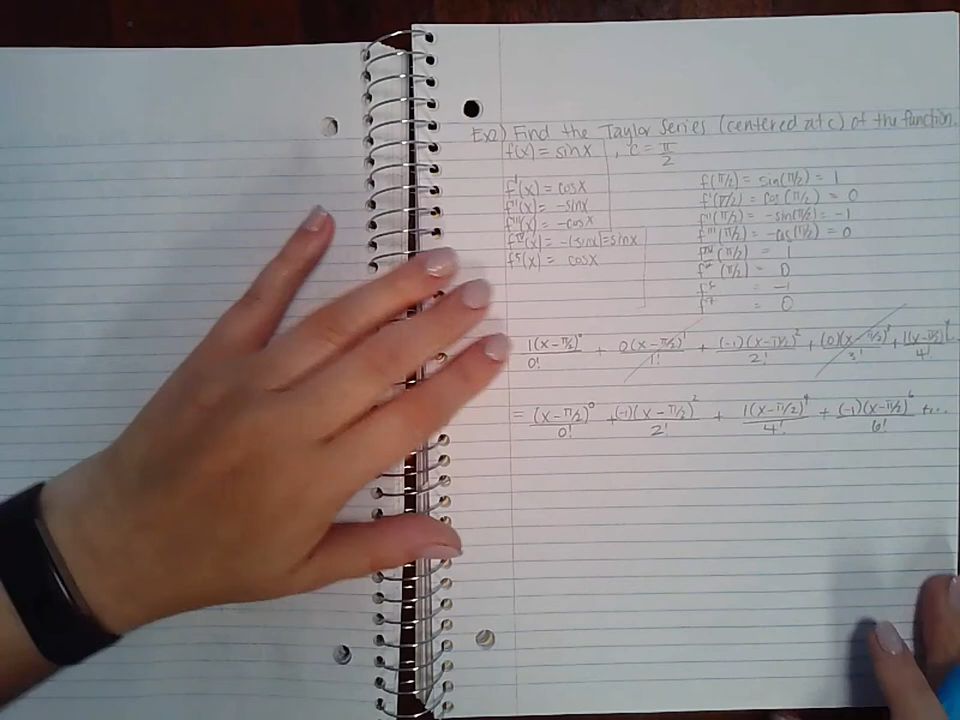 Ex2) Find the Taylor Series (centered at c) of the function.
f(x) = sinx , c = π/2
f'(x) = cosx
f''(x) = -sinx
f'''(x) = -cosx
f^IV(x) = -(-sinx) = sinx
f^5(x) = cosx
f(π/2) = sin(π/2) = 1
f'(π/2) = cos(π/2) = 0
f''(π/2) = -sin(π/2) = -1
f'''(π/2) = -cos(π/2) = 0
f^IV(π/2) = 1
f^5(π/2) = 0
f^6 = -1
f^7 = 0
1(x-π/2)^0/0! + 0(x-π/2)^1/1! + (-1)(x-π/2)^2/2! + (0)(x-π/2)^3/3! + 1(x-π/2)^4/4!
= (x-π/2)^0/0! + (-1)(x-π/2)^2/2! + 1(x-π/2)^4/4! + (-1)(x-π/2)^6/6! + ...